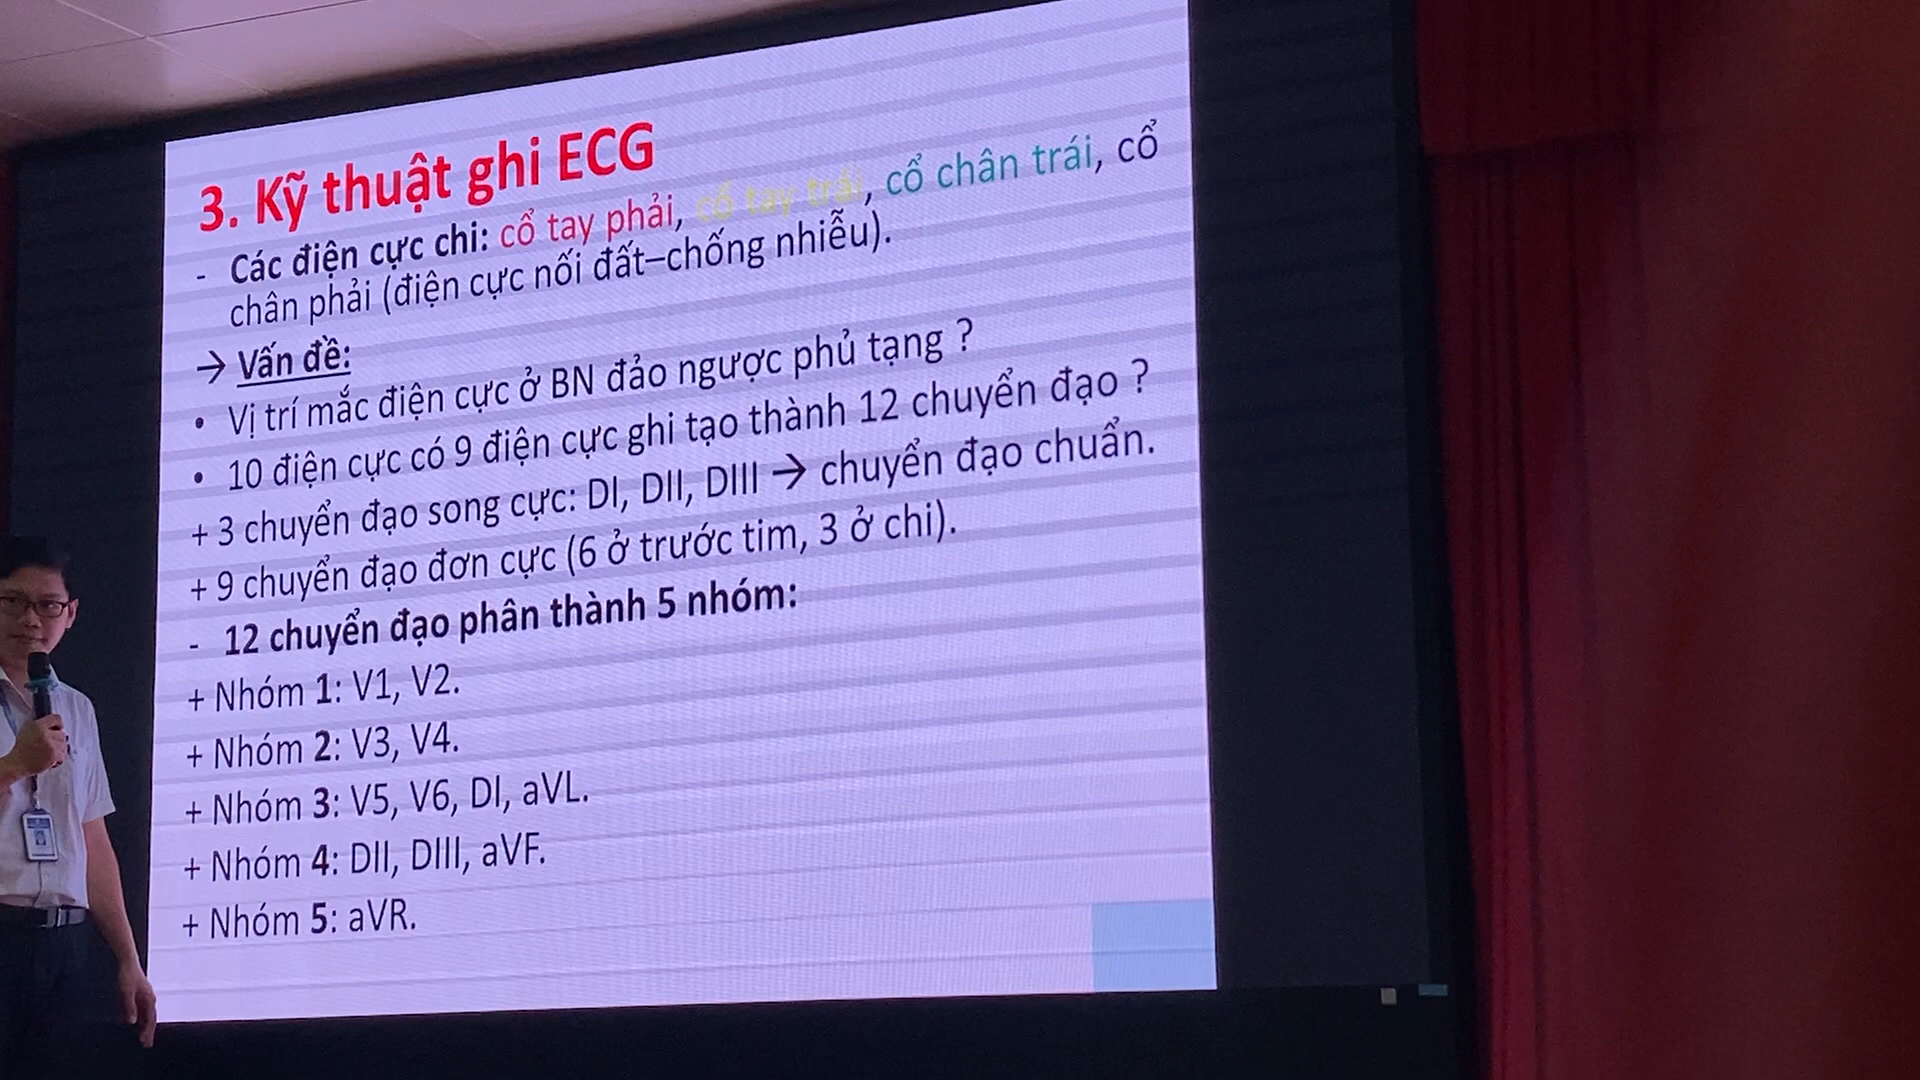 3. Kỹ thuật ghi ECG
- Các điện cực chi: cổ tay phải, cổ tay trái, cổ chân trái, cổ
chân phải (điện cực nối đất–chống nhiễu).
→ Vấn đề:
• Vị trí mắc điện cực ở BN đảo ngược phủ tạng ?
• 10 điện cực có 9 điện cực ghi tạo thành 12 chuyển đạo ?
+ 3 chuyển đạo song cực: DI, DII, DIII → chuyển đạo chuẩn.
+ 9 chuyển đạo đơn cực (6 ở trước tim, 3 ở chi).
- 12 chuyển đạo phân thành 5 nhóm:
+ Nhóm 1: V1, V2.
+ Nhóm 2: V3, V4.
+ Nhóm 3: V5, V6, DI, aVL.
+ Nhóm 4: DII, DIII, aVF.
+ Nhóm 5: aVR.